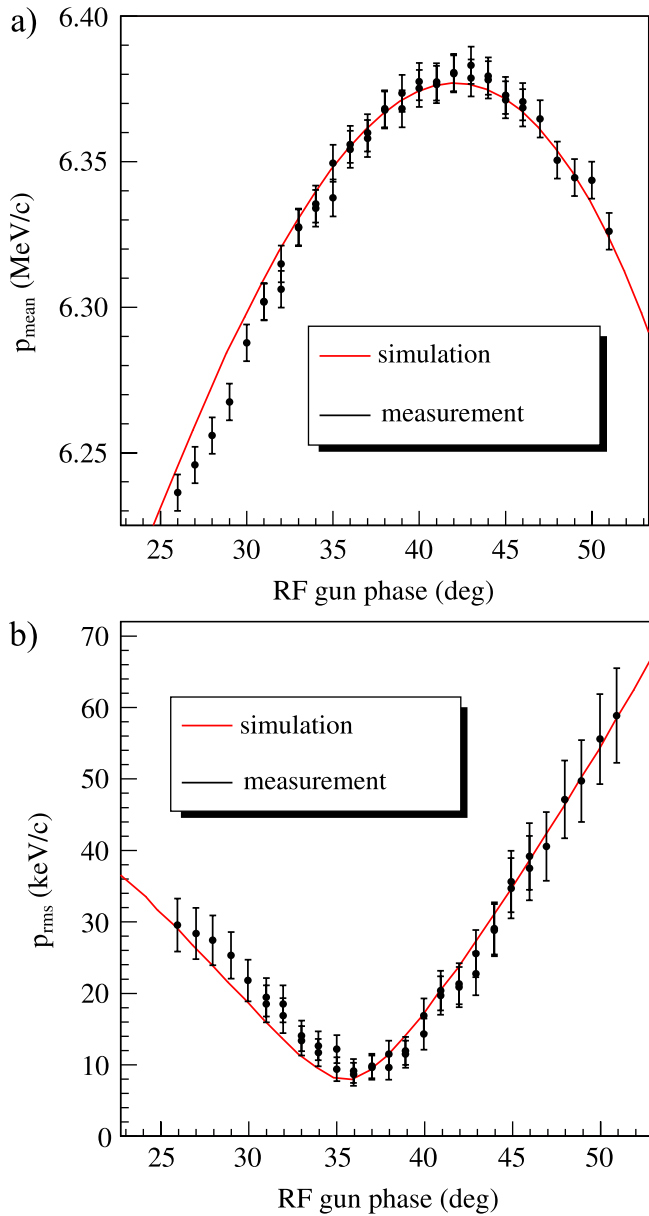 a)
6.40
6.35
6.30
6.25
p_mean (MeV/c)
simulation
measurement
25 30 35 40 45 50
RF gun phase (deg)
b)
70
60
50
40
30
20
10
0
p_rms (keV/c)
simulation
measurement
25 30 35 40 45 50
RF gun phase (deg)